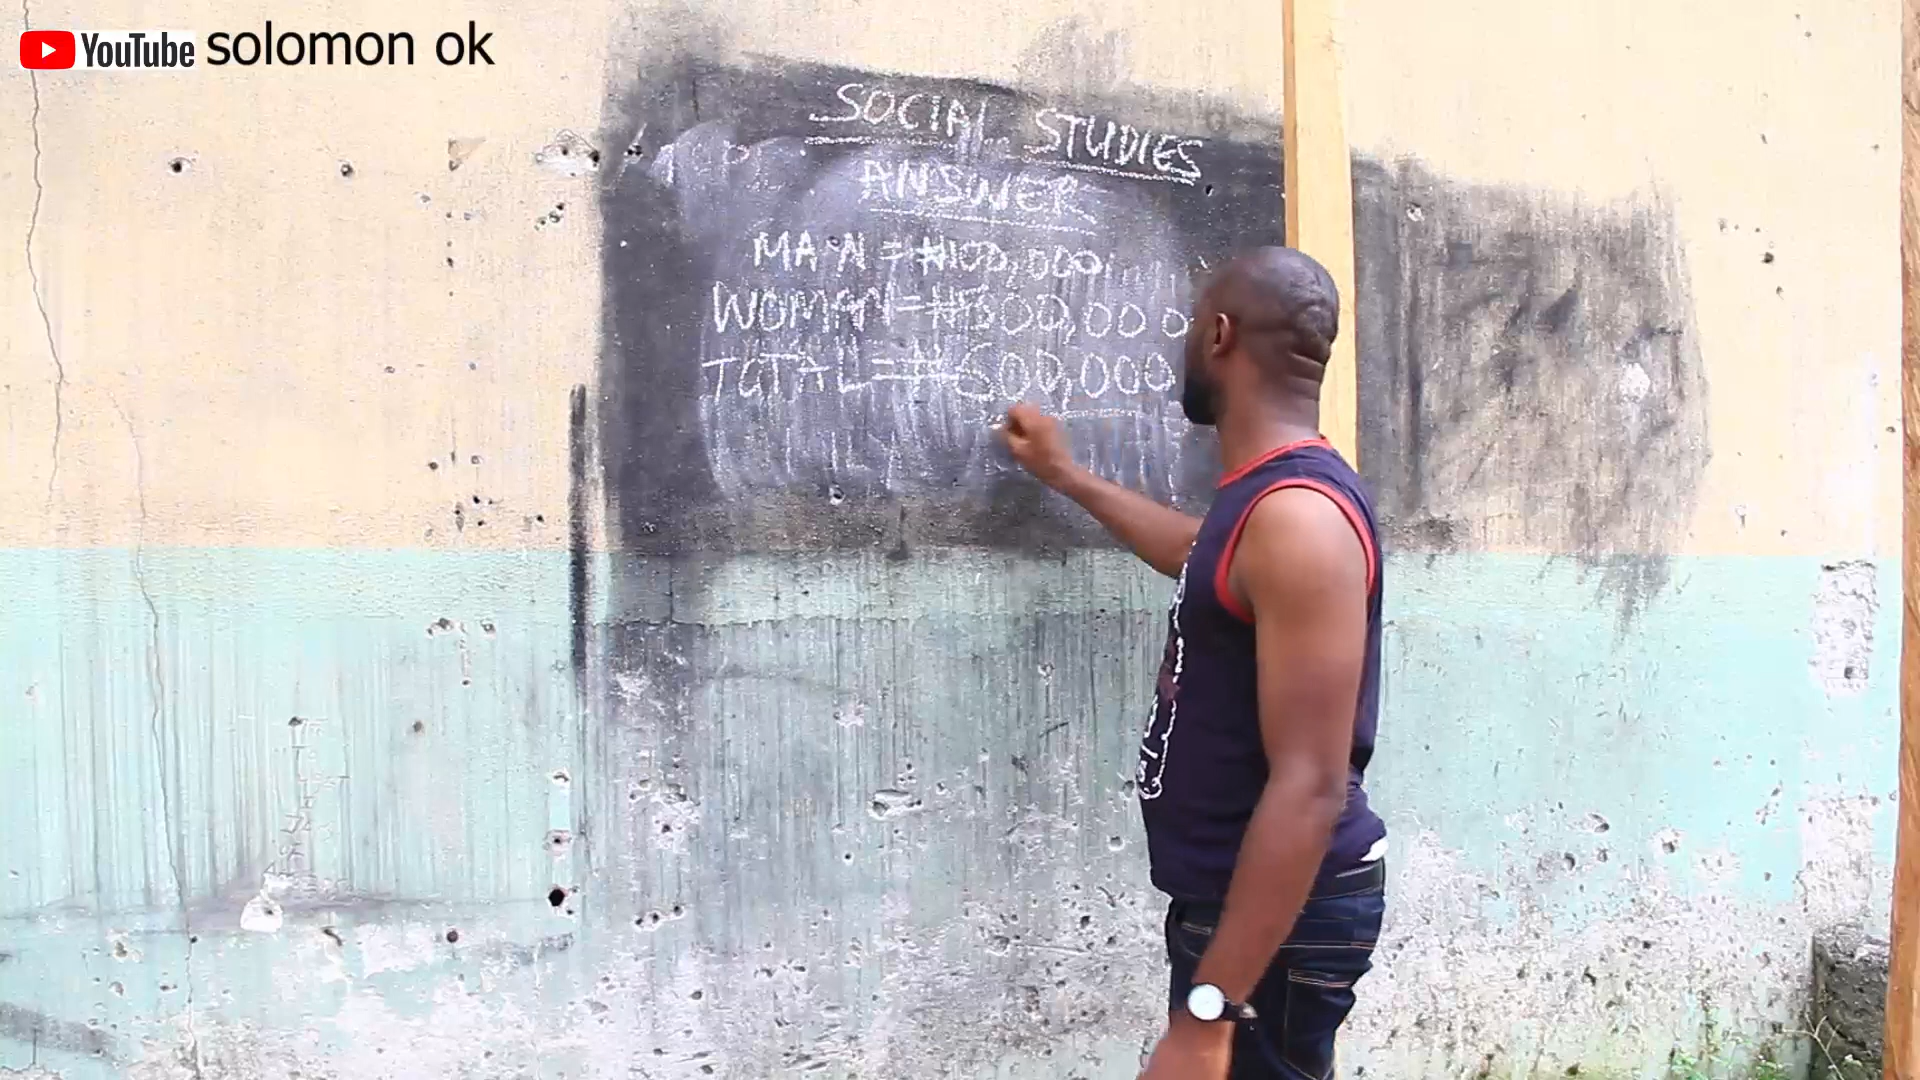 YouTube solomon ok
SOCIAL STUDIES
ANSWER
MAN = ₦100,000
WOMAN = ₦500,000
TOTAL = ₦600,000